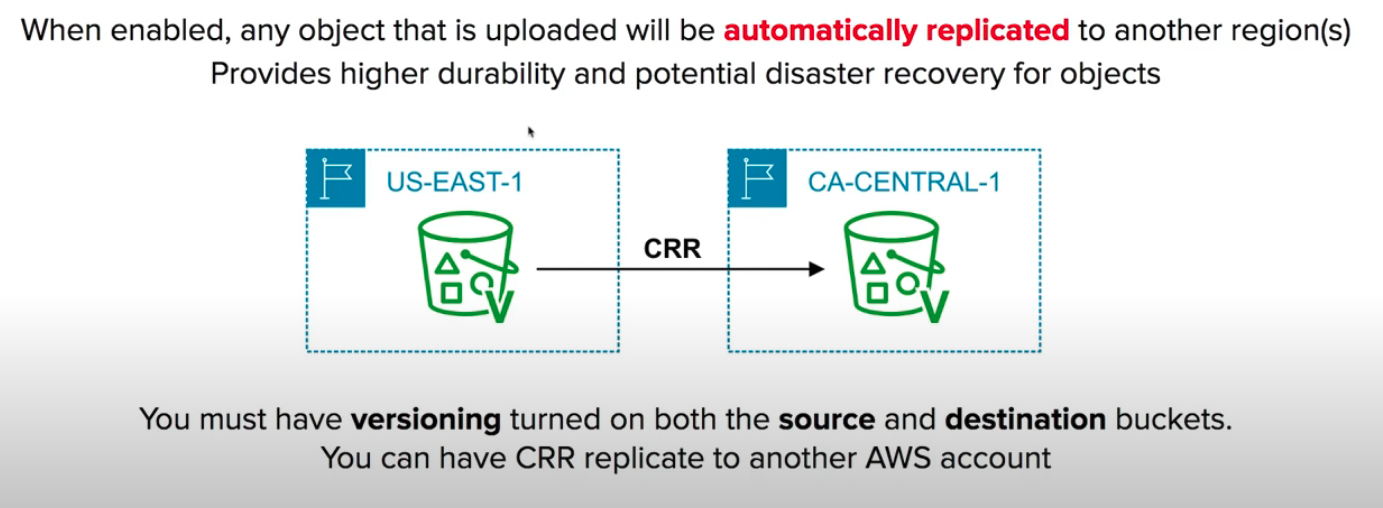 When enabled, any object that is uploaded will be automatically replicated to another region(s)
Provides higher durability and potential disaster recovery for objects
US-EAST-1
CA-CENTRAL-1
CRR
V
V
You must have versioning turned on both the source and destination buckets.
You can have CRR replicate to another AWS account